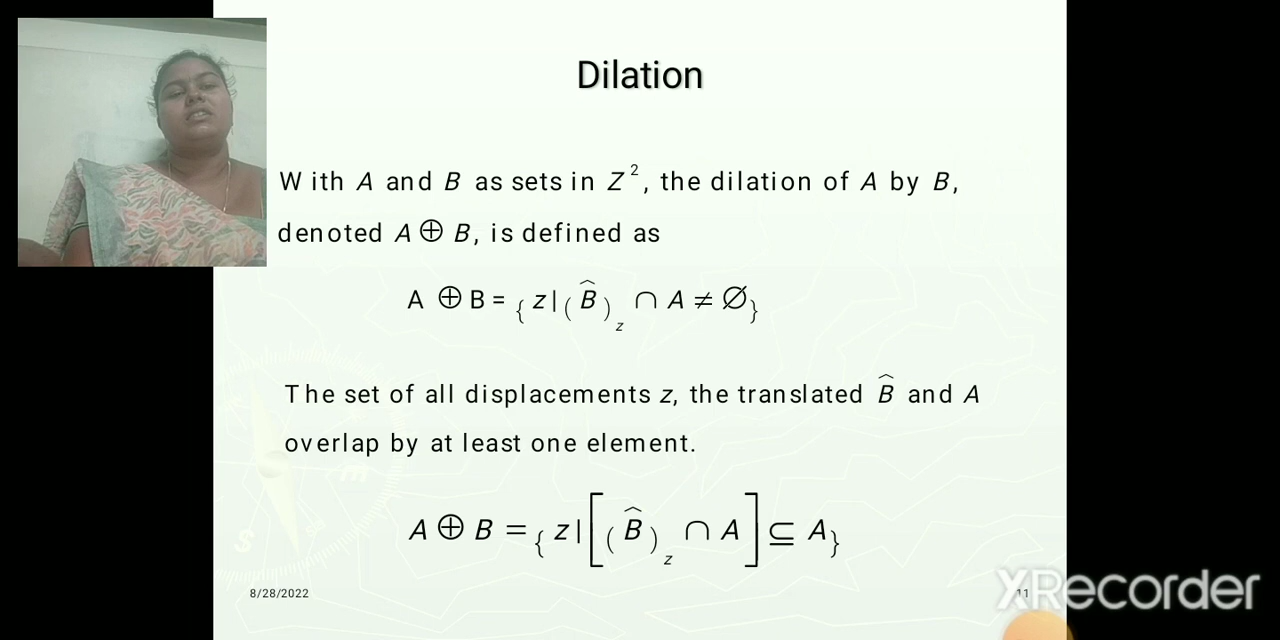 Dilation
W ith A and B as sets in Z², the dilation of A by B,
denoted A ⊕ B, is defined as
A ⊕ B = { z | ( B̂ )z ∩ A ≠ ∅ }
The set of all displacements z, the translated B̂ and A
overlap by at least one element.
A ⊕ B = { z | [ ( B̂ )z ∩ A ] ⊆ A }
8/28/2022
11
XRecorder